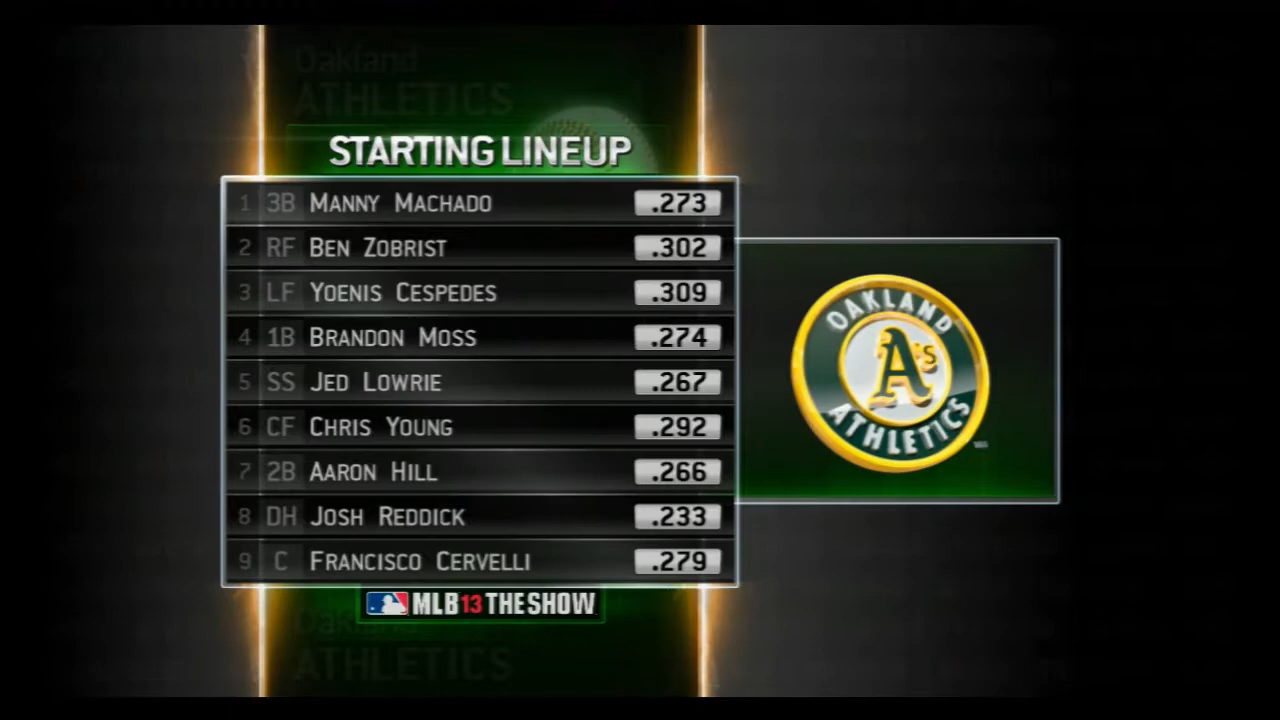 Oakland
ATHLETICS
STARTING LINEUP
1 3B MANNY MACHADO .273
2 RF BEN ZOBRIST .302
3 LF YOENIS CESPEDES .309
4 1B BRANDON MOSS .274
5 SS JED LOWRIE .267
6 CF CHRIS YOUNG .292
7 2B AARON HILL .266
8 DH JOSH REDDICK .233
9 C FRANCISCO CERVELLI .279
OAKLAND
A's
ATHLETICS
MLB 13 THE SHOW
Oakland
ATHLETICS